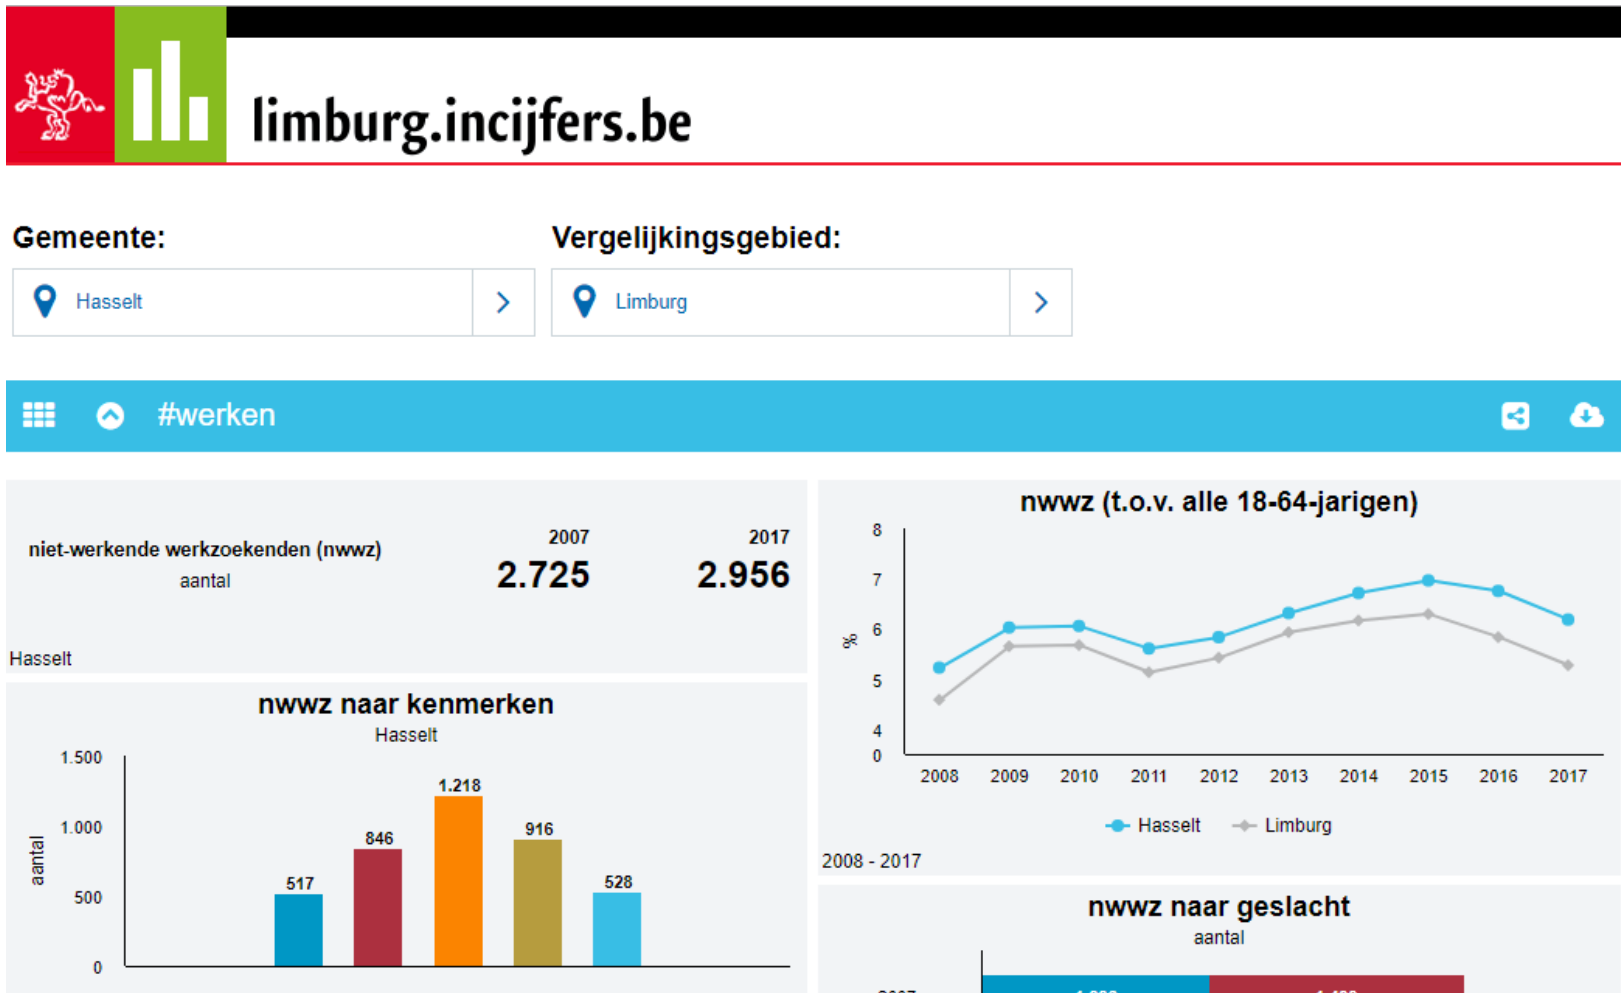 limburg.incijfers.be
Gemeente:
Vergelijkingsgebied:
Hasselt
Limburg
#werken
niet-werkende werkzoekenden (nwwz)
aantal
2007
2.725
2017
2.956
Hasselt
nwwz naar kenmerken
Hasselt
aantal
1.500
1.000
500
0
517
846
1.218
916
528
nwwz (t.o.v. alle 18-64-jarigen)
%
8
7
6
5
4
0
2008 2009 2010 2011 2012 2013 2014 2015 2016 2017
Hasselt Limburg
2008 - 2017
nwwz naar geslacht
aantal